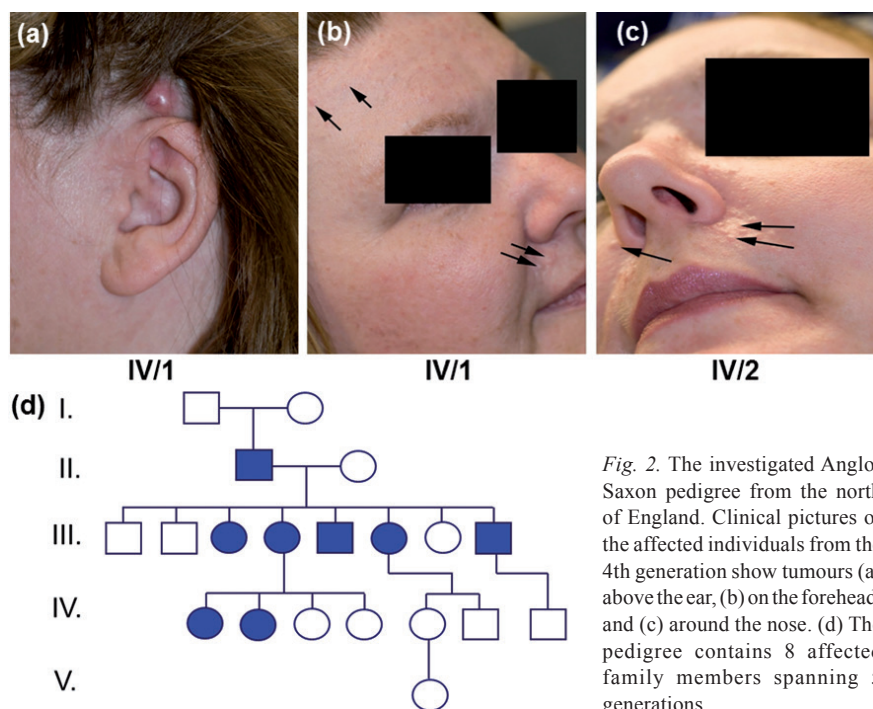 (a) (b) (c)
IV/1 IV/1 IV/2
(d) I.
II.
III.
IV.
V.
Fig. 2. The investigated Anglo
Saxon pedigree from the north
of England. Clinical pictures o
the affected individuals from the
4th generation show tumours (a
above the ear, (b) on the forehead
and (c) around the nose. (d) The
pedigree contains 8 affected
family members spanning
generations.